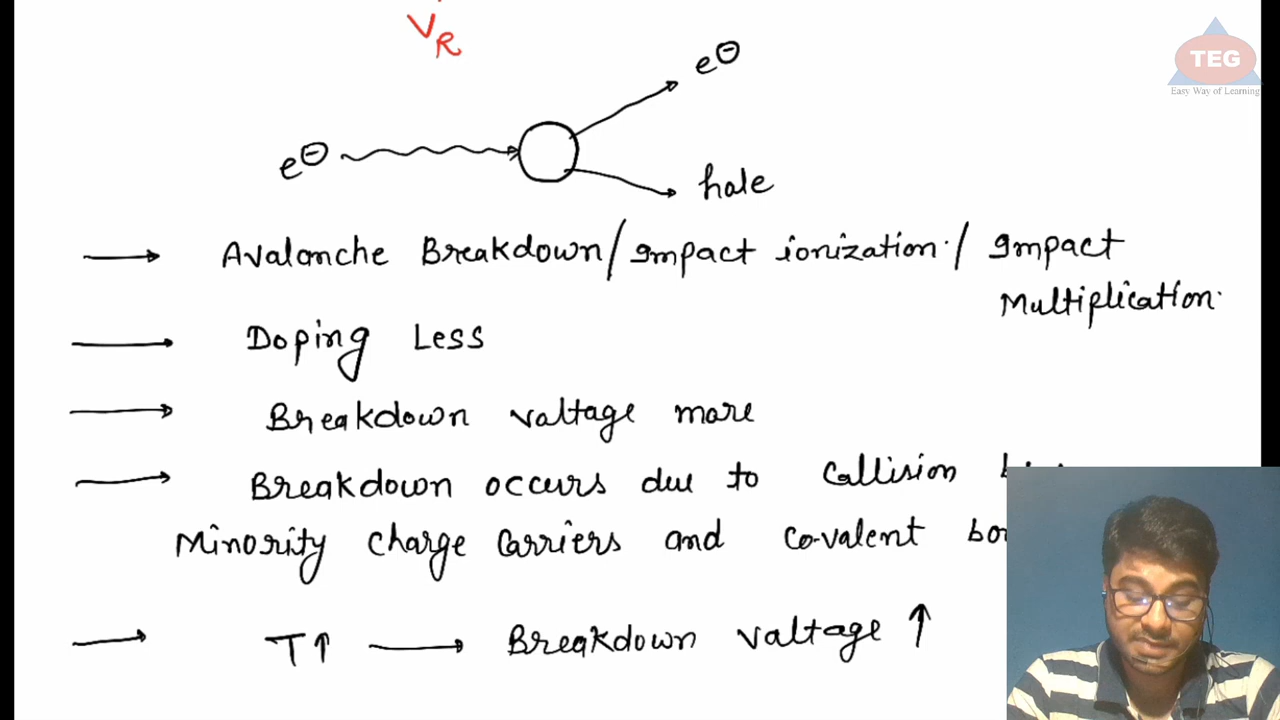 V_R
TEG
Easy Way of Learning
e⊖
e⊖
hole
Avalanche Breakdown/Impact ionization./ Impact
Multiplication.
Doping Less
Breakdown voltage more
Breakdown occurs due to Collision
Minority charge Carriers and co-valent
T↑ → Breakdown voltage ↑